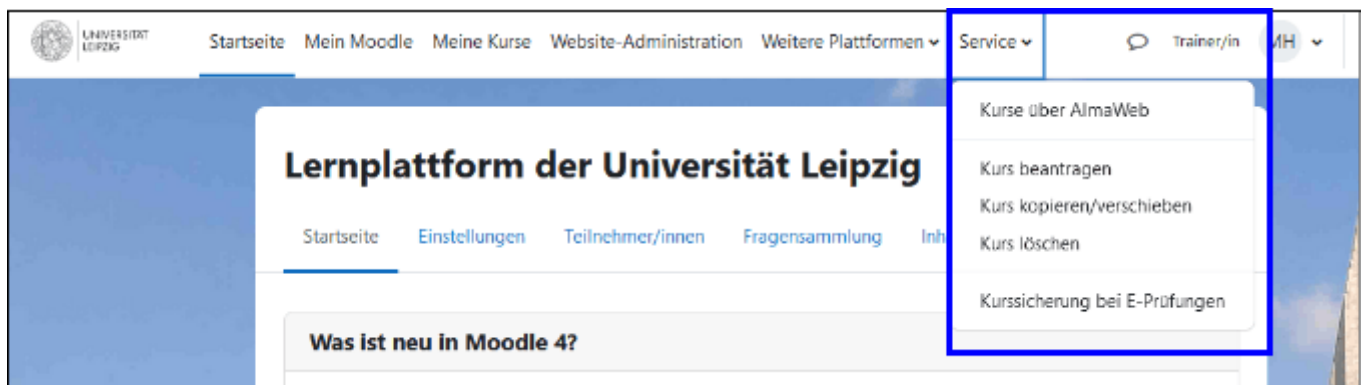 UNIVERSITÄT
LEIPZIG
Startseite Mein Moodle Meine Kurse Website-Administration Weitere Plattformen Service Trainer/in MH
Kurse über AlmaWeb
Lernplattform der Universität Leipzig
Kurs beantragen
Kurs kopieren/verschieben
Startseite Einstellungen Teilnehmer/innen Fragensammlung Inh
Kurs löschen
Kurssicherung bei E-Prüfungen
Was ist neu in Moodle 4?